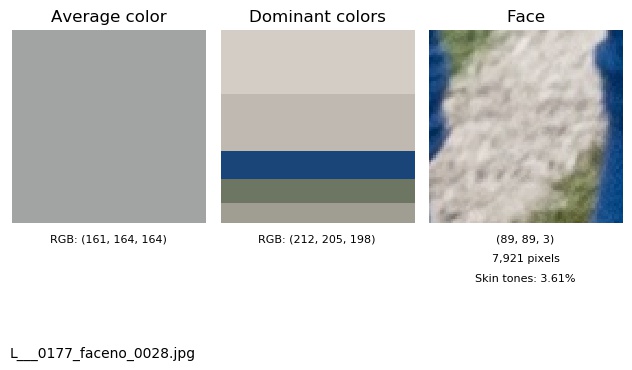 Average color
Dominant colors
Face
RGB: (161, 164, 164)
RGB: (212, 205, 198)
(89, 89, 3)
7,921 pixels
Skin tones: 3.61%
L___0177_faceno_0028.jpg